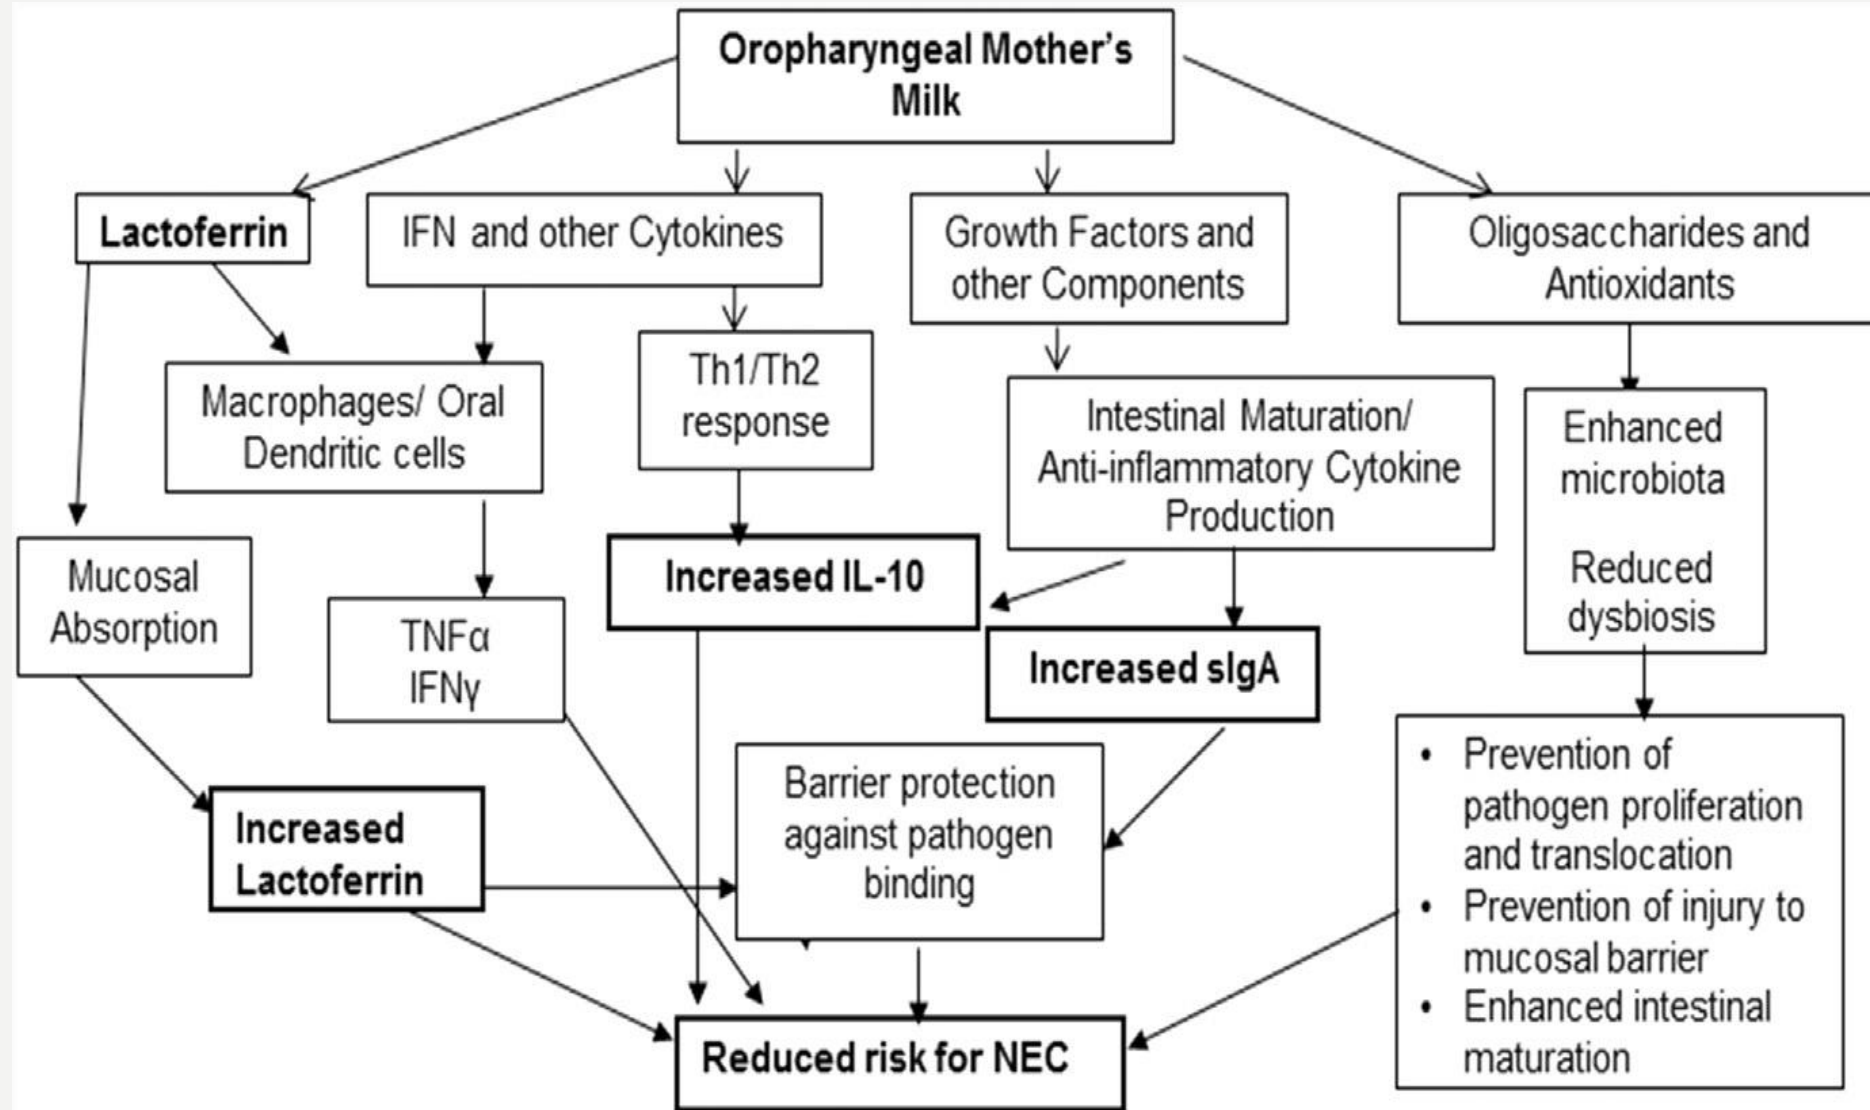 Oropharyngeal Mother’s
Milk
Lactoferrin
IFN and other Cytokines
Growth Factors and
other Components
Oligosaccharides and
Antioxidants
Macrophages/ Oral
Dendritic cells
Th1/Th2
response
Intestinal Maturation/
Anti-inflammatory Cytokine
Production
Enhanced
microbiota
Reduced
dysbiosis
Mucosal
Absorption
TNFα
IFNγ
Increased IL-10
Increased sIgA
Increased
Lactoferrin
Barrier protection
against pathogen
binding
• Prevention of
pathogen proliferation
and translocation
• Prevention of injury to
mucosal barrier
• Enhanced intestinal
maturation
Reduced risk for NEC